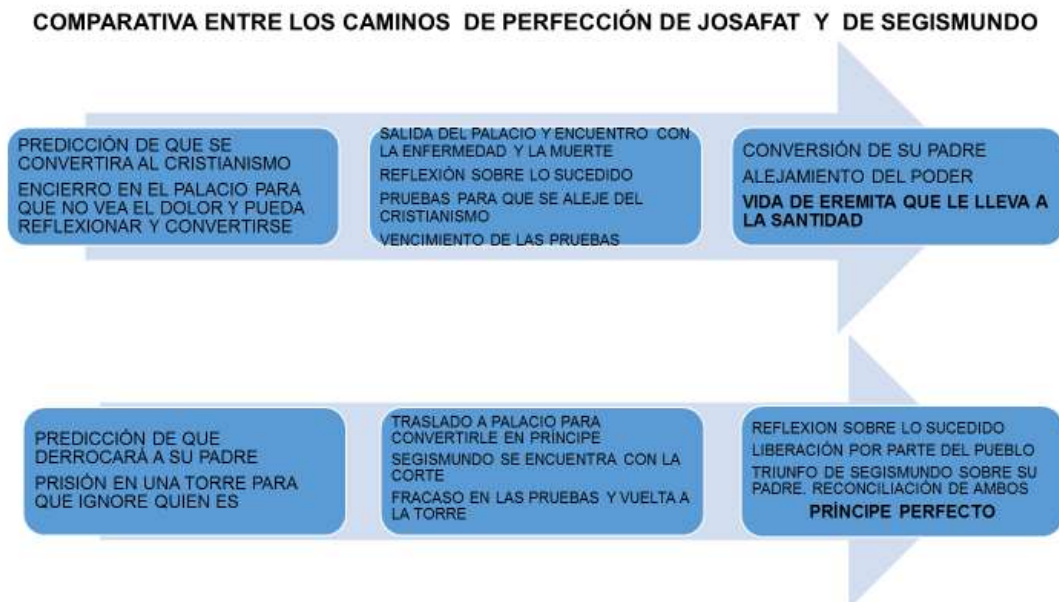 COMPARATIVA ENTRE LOS CAMINOS DE PERFECCIÓN DE JOSAFAT Y DE SEGISMUNDO
PREDICCIÓN DE QUE SE
CONVERTIRA AL CRISTIANISMO
ENCIERRO EN EL PALACIO PARA
QUE NO VEA EL DOLOR Y PUEDA
REFLEXIONAR Y CONVERTIRSE
SALIDA DEL PALACIO Y ENCUENTRO CON
LA ENFERMEDAD Y LA MUERTE
REFLEXIÓN SOBRE LO SUCEDIDO
PRUEBAS PARA QUE SE ALEJE DEL
CRISTIANISMO
VENCIMIENTO DE LAS PRUEBAS
CONVERSIÓN DE SU PADRE
ALEJAMIENTO DEL PODER
VIDA DE EREMITA QUE LE LLEVA A
LA SANTIDAD
PREDICCIÓN DE QUE
DERROCARÁ A SU PADRE
PRISIÓN EN UNA TORRE PARA
QUE IGNORE QUIEN ES
TRASLADO A PALACIO PARA
CONVERTIRLE EN PRÍNCIPE
SEGISMUNDO SE ENCUENTRA CON LA
CORTE
FRACASO EN LAS PRUEBAS Y VUELTA A
LA TORRE
REFLEXION SOBRE LO SUCEDIDO
LIBERACIÓN POR PARTE DEL PUEBLO
TRIUNFO DE SEGISMUNDO SOBRE SU
PADRE. RECONCILIACIÓN DE AMBOS
PRÍNCIPE PERFECTO